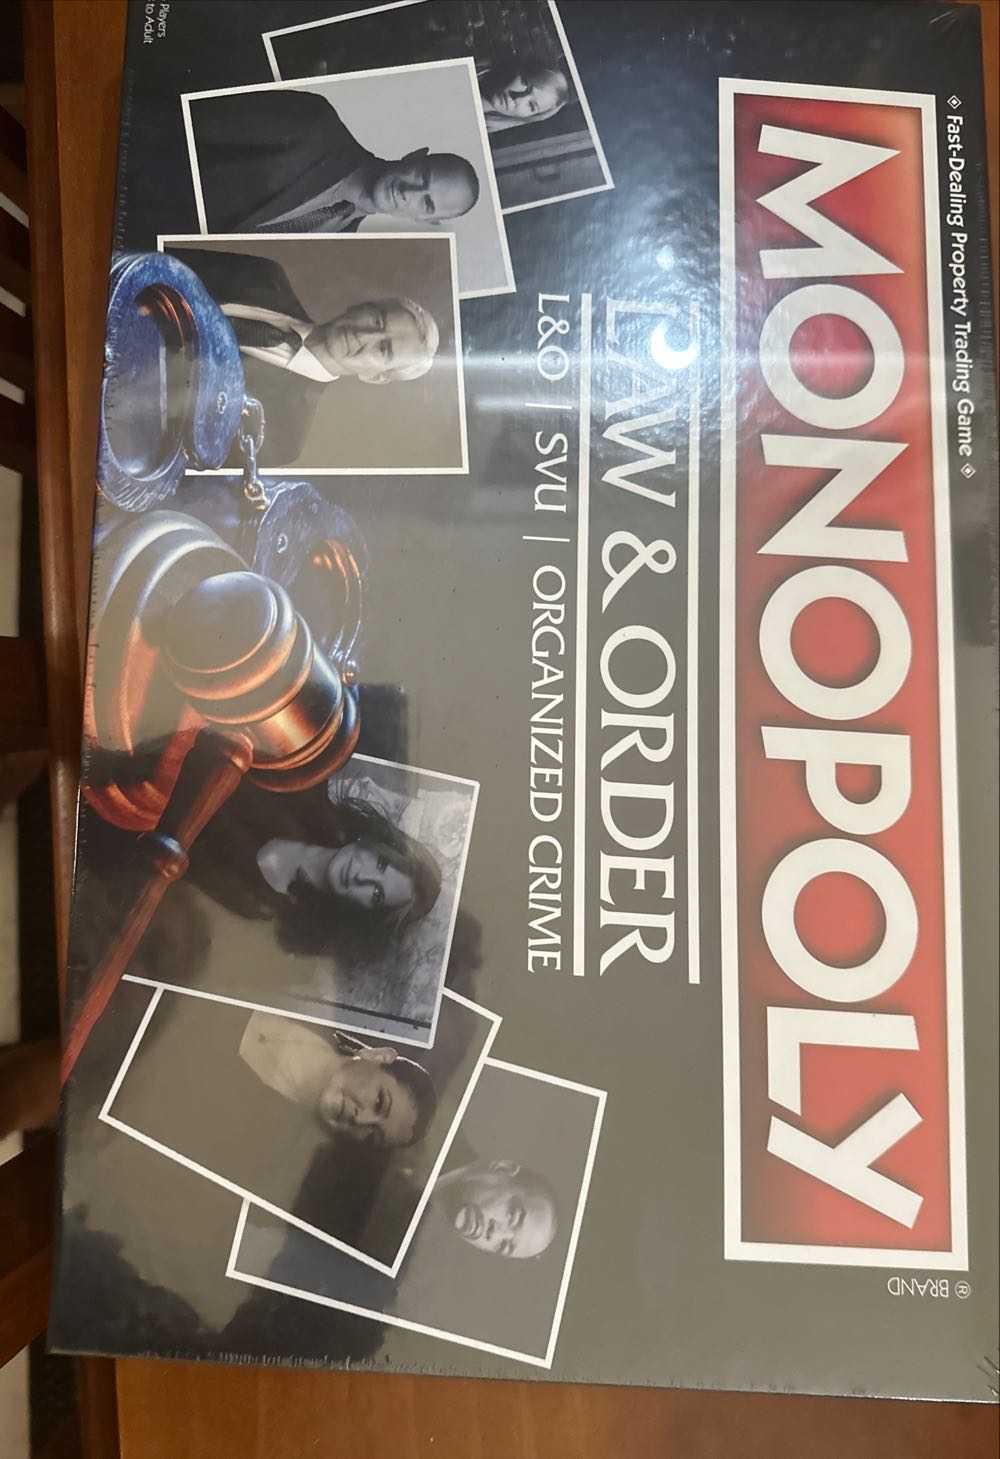 ◈ Fast-Dealing Property Trading Game ◈
MONOPOLY
® BRAND
LAW & ORDER
L&O | SVU | ORGANIZED CRIME
Players
to Adult